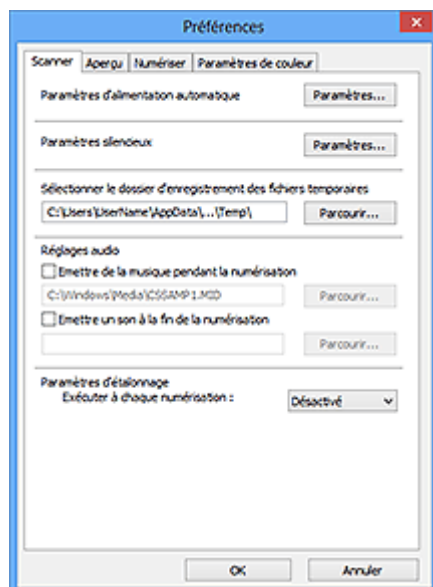 Préférences
Scanner Aperçu Numériser Paramètres de couleur
Paramètres d'alimentation automatique Paramètres...
Paramètres silencieux Paramètres...
Sélectionner le dossier d'enregistrement des fichiers temporaires
C:\Users\UserName\AppData\...\Temp\ Parcourir...
Réglages audio
Emettre de la musique pendant la numérisation
C:\Windows\Media\CSSAMP1.MID Parcourir...
Emettre un son à la fin de la numérisation
Parcourir...
Paramètres d'étalonnage
Exécuter à chaque numérisation : Désactivé
OK Annuler